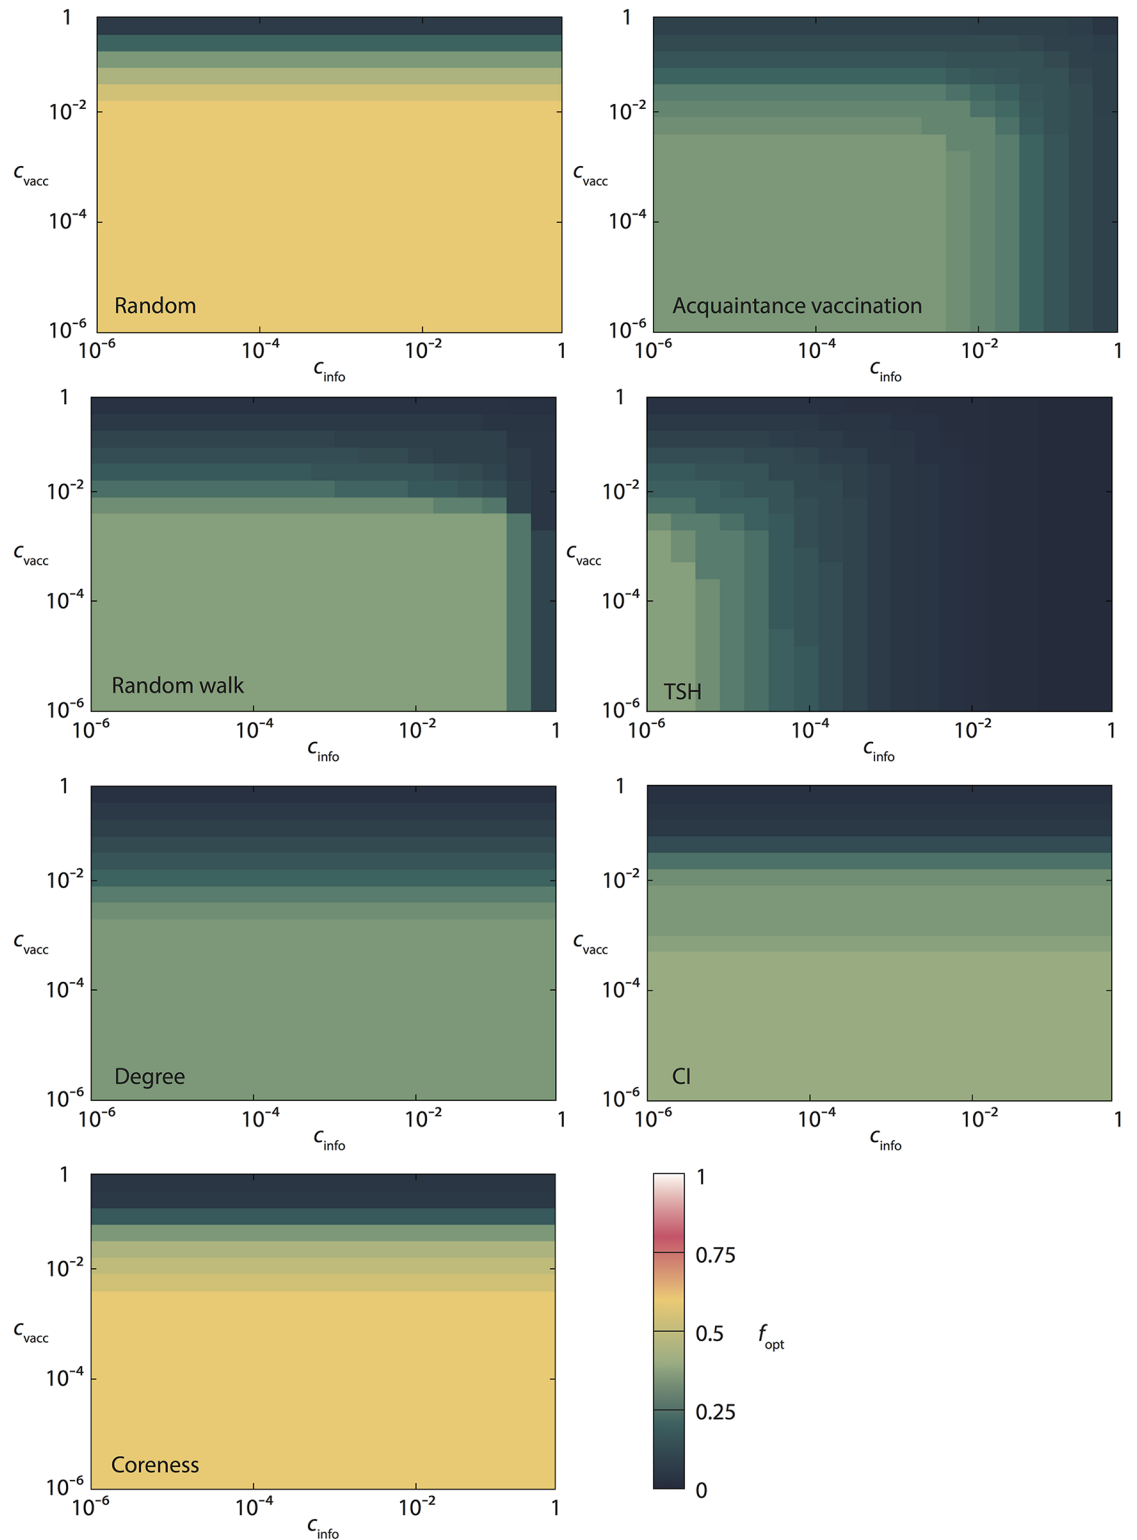 1
10⁻²
c_vacc
10⁻⁴
Random
10⁻⁶
10⁻⁶ 10⁻⁴ 10⁻² 1
c_info
1
10⁻²
c_vacc
10⁻⁴
Acquaintance vaccination
10⁻⁶
10⁻⁶ 10⁻⁴ 10⁻² 1
c_info
1
10⁻²
c_vacc
10⁻⁴
Random walk
10⁻⁶
10⁻⁶ 10⁻⁴ 10⁻² 1
c_info
1
10⁻²
c_vacc
10⁻⁴
TSH
10⁻⁶
10⁻⁶ 10⁻⁴ 10⁻² 1
c_info
1
10⁻²
c_vacc
10⁻⁴
Degree
10⁻⁶
10⁻⁶ 10⁻⁴ 10⁻² 1
c_info
1
10⁻²
c_vacc
10⁻⁴
CI
10⁻⁶
10⁻⁶ 10⁻⁴ 10⁻² 1
c_info
1
10⁻²
c_vacc
10⁻⁴
Coreness
10⁻⁶
10⁻⁶ 10⁻⁴ 10⁻² 1
c_info
1
0.75
0.5 f_opt
0.25
0